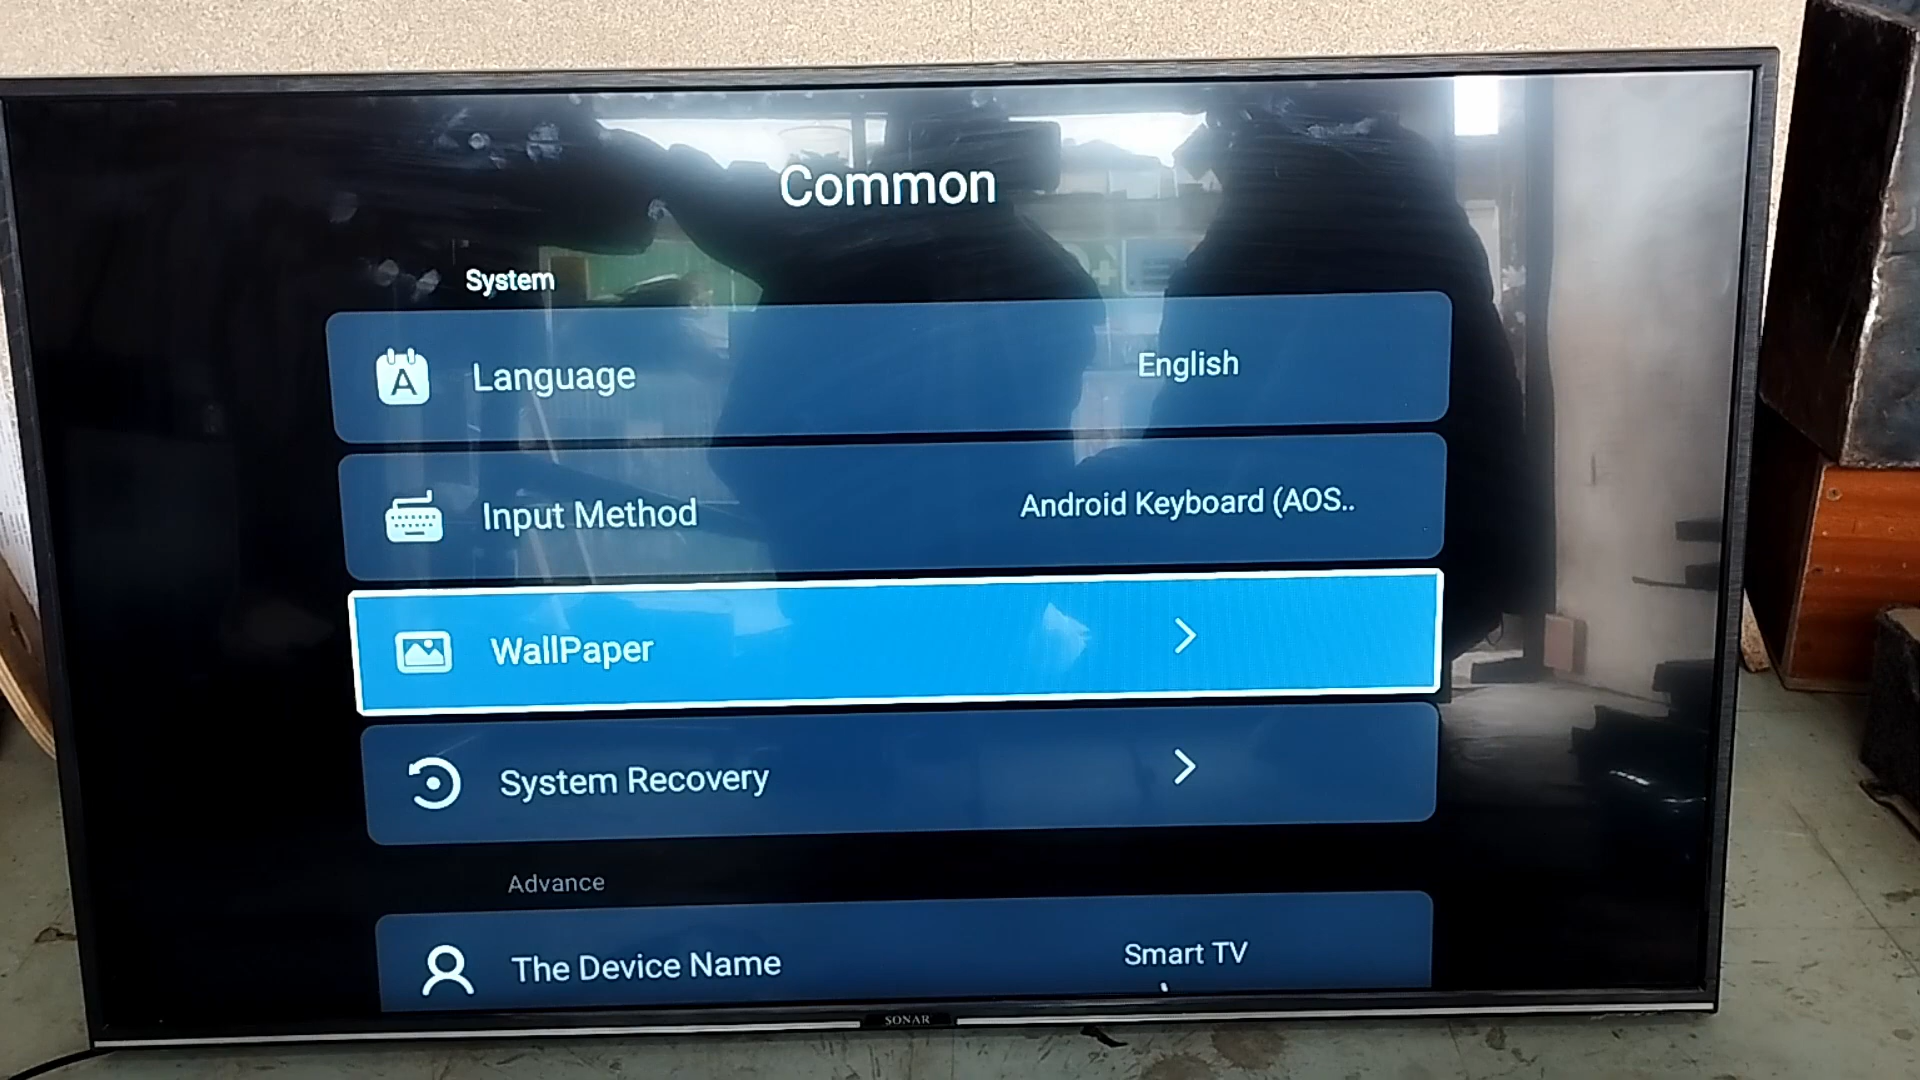 Common
System
Language English
Input Method Android Keyboard (AOS..
WallPaper
System Recovery
Advance
The Device Name Smart TV
SONAR